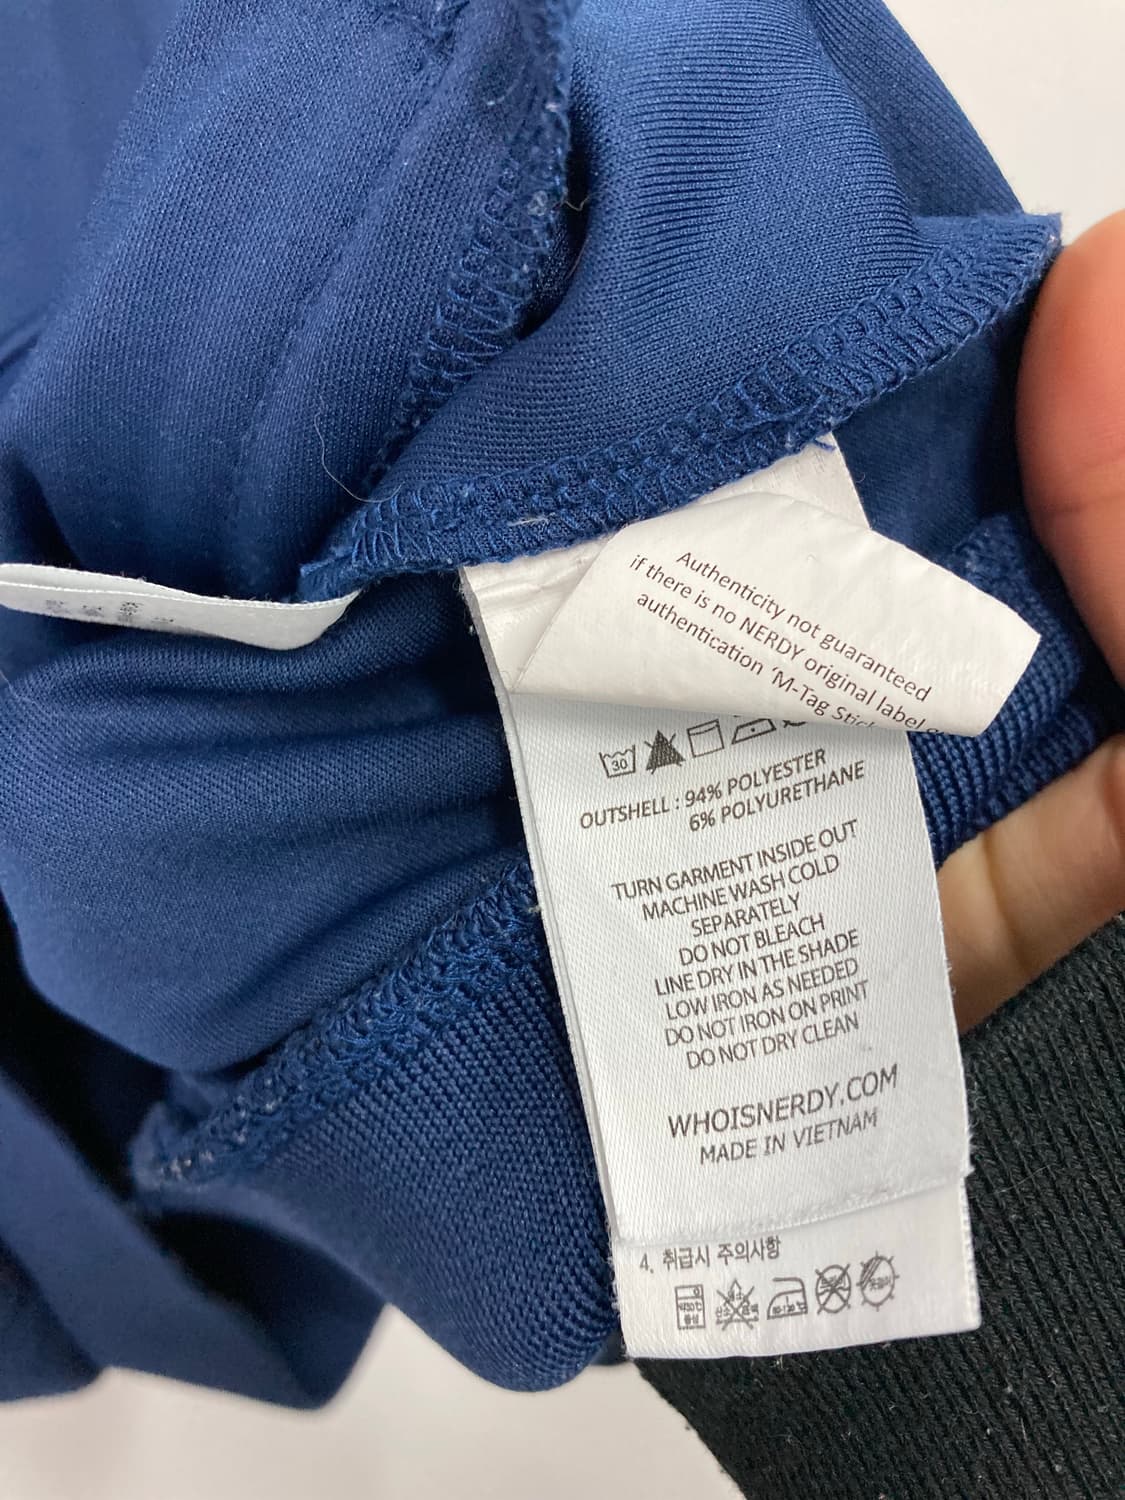 Authenticity not guaranteed
if there is no NERDY original label or
authentication 'M-Tag
30
OUTSHELL : 94% POLYESTER
6% POLYURETHANE
TURN GARMENT INSIDE OUT
MACHINE WASH COLD
SEPARATELY
DO NOT BLEACH
LINE DRY IN THE SHADE
LOW IRON AS NEEDED
DO NOT IRON ON PRINT
DO NOT DRY CLEAN
WHOISNERDY.COM
MADE IN VIETNAM
4. 취급시 주의사항